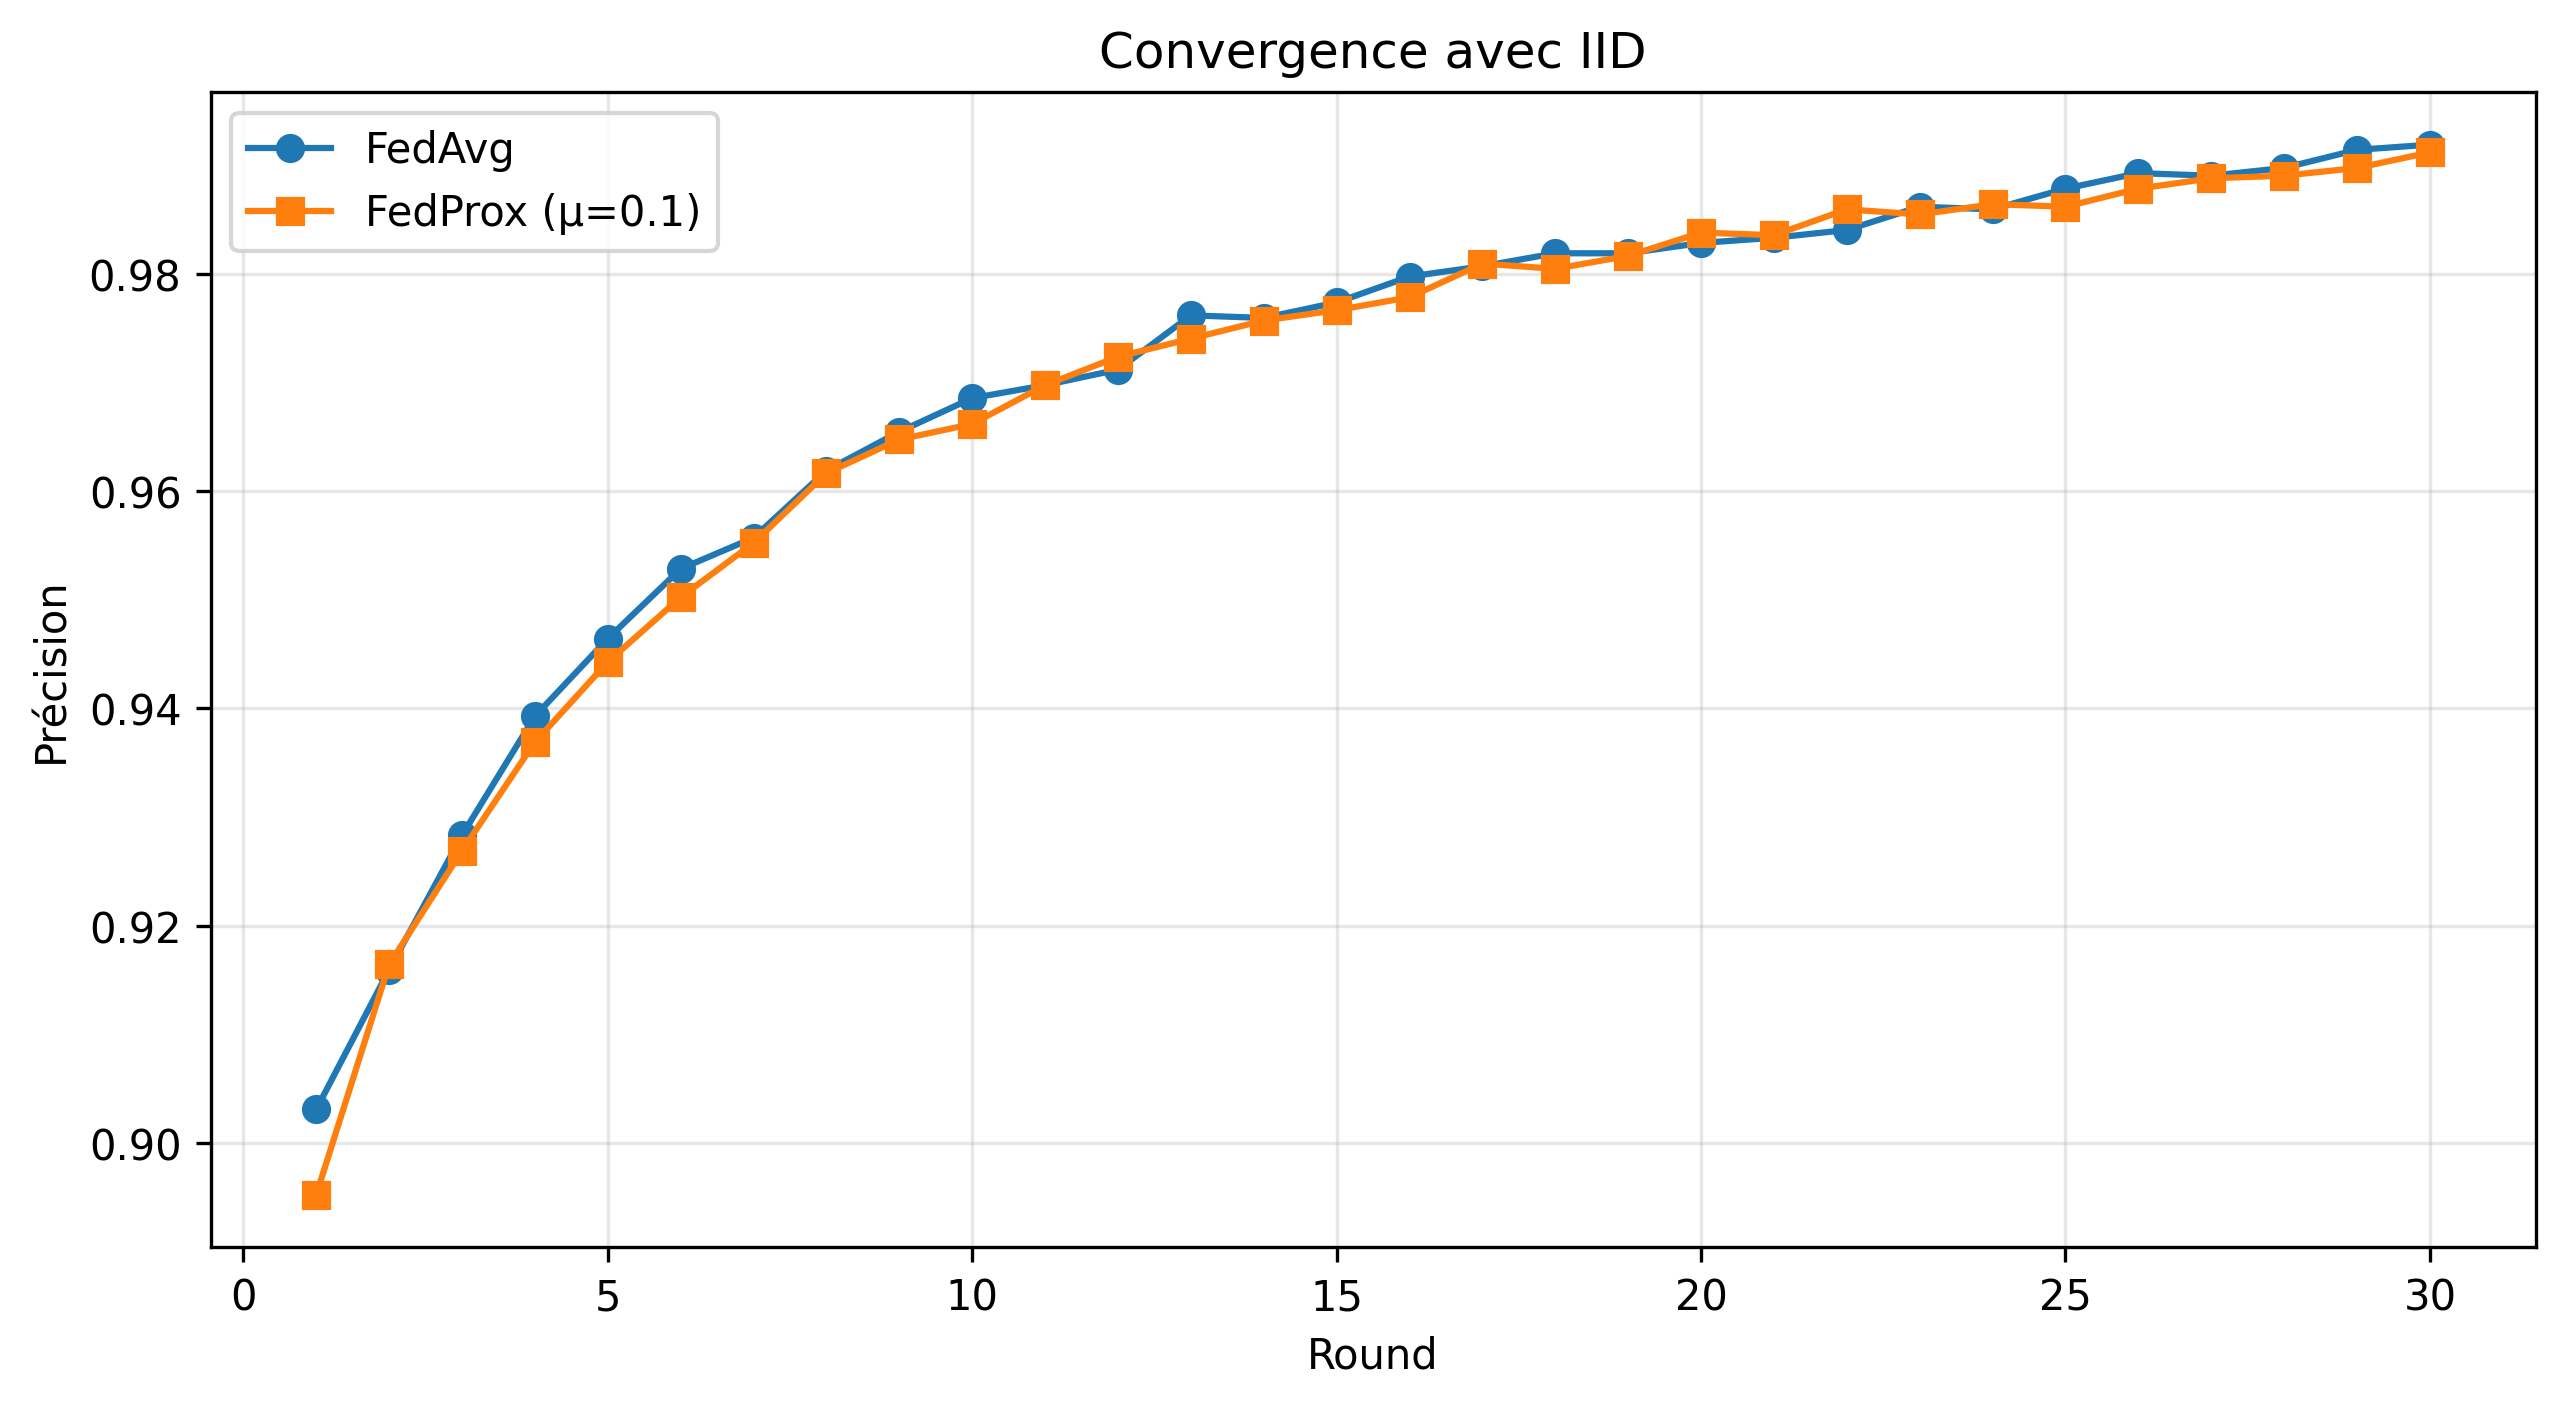 Convergence avec IID
FedAvg
FedProx (μ=0.1)
Précision
0.98
0.96
0.94
0.92
0.90
0 5 10 15 20 25 30
Round